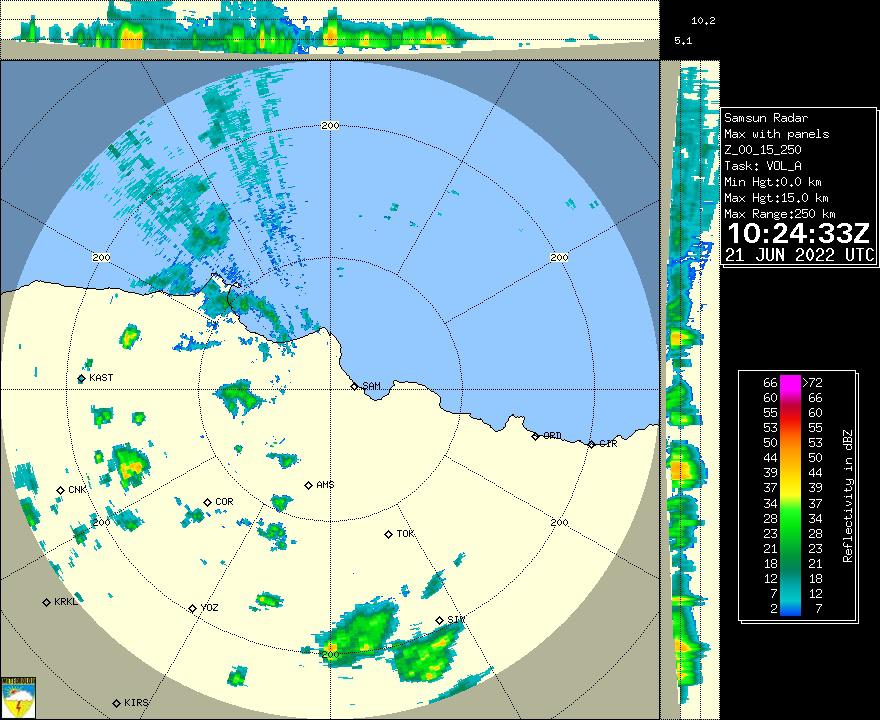 10.2
5.1
Samsun Radar
Max with panels
Z_00_15_250
Task: VOL_A
Min Hgt:0.0 km
Max Hgt:15.0 km
Max Range:250 km
10:24:33Z
21 JUN 2022 UTC
200
200
200
KAST
SAM
ORD
GIR
CNK
COR
AMS
200
200
TOK
KRKL
YOZ
SIW
200
KIRS
66 >72
60 66
55 60
53 55
50 53
44 50
39 44
37 39
34 37
28 34
23 28
21 23
18 21
12 18
7 12
2 7
Reflectivity in dBZ